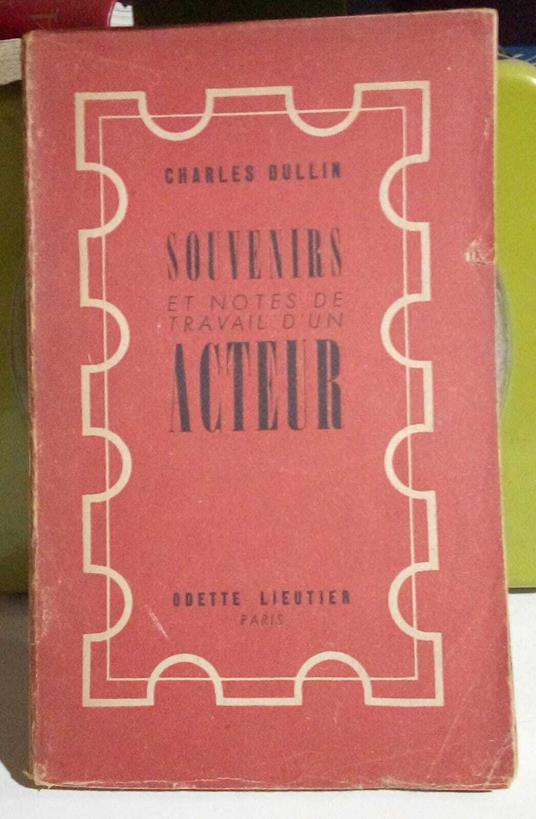 CHARLES DULLIN
SOUVENIRS
ET NOTES DE
TRAVAIL D'UN
ACTEUR
ODETTE LIEUTIER
PARIS